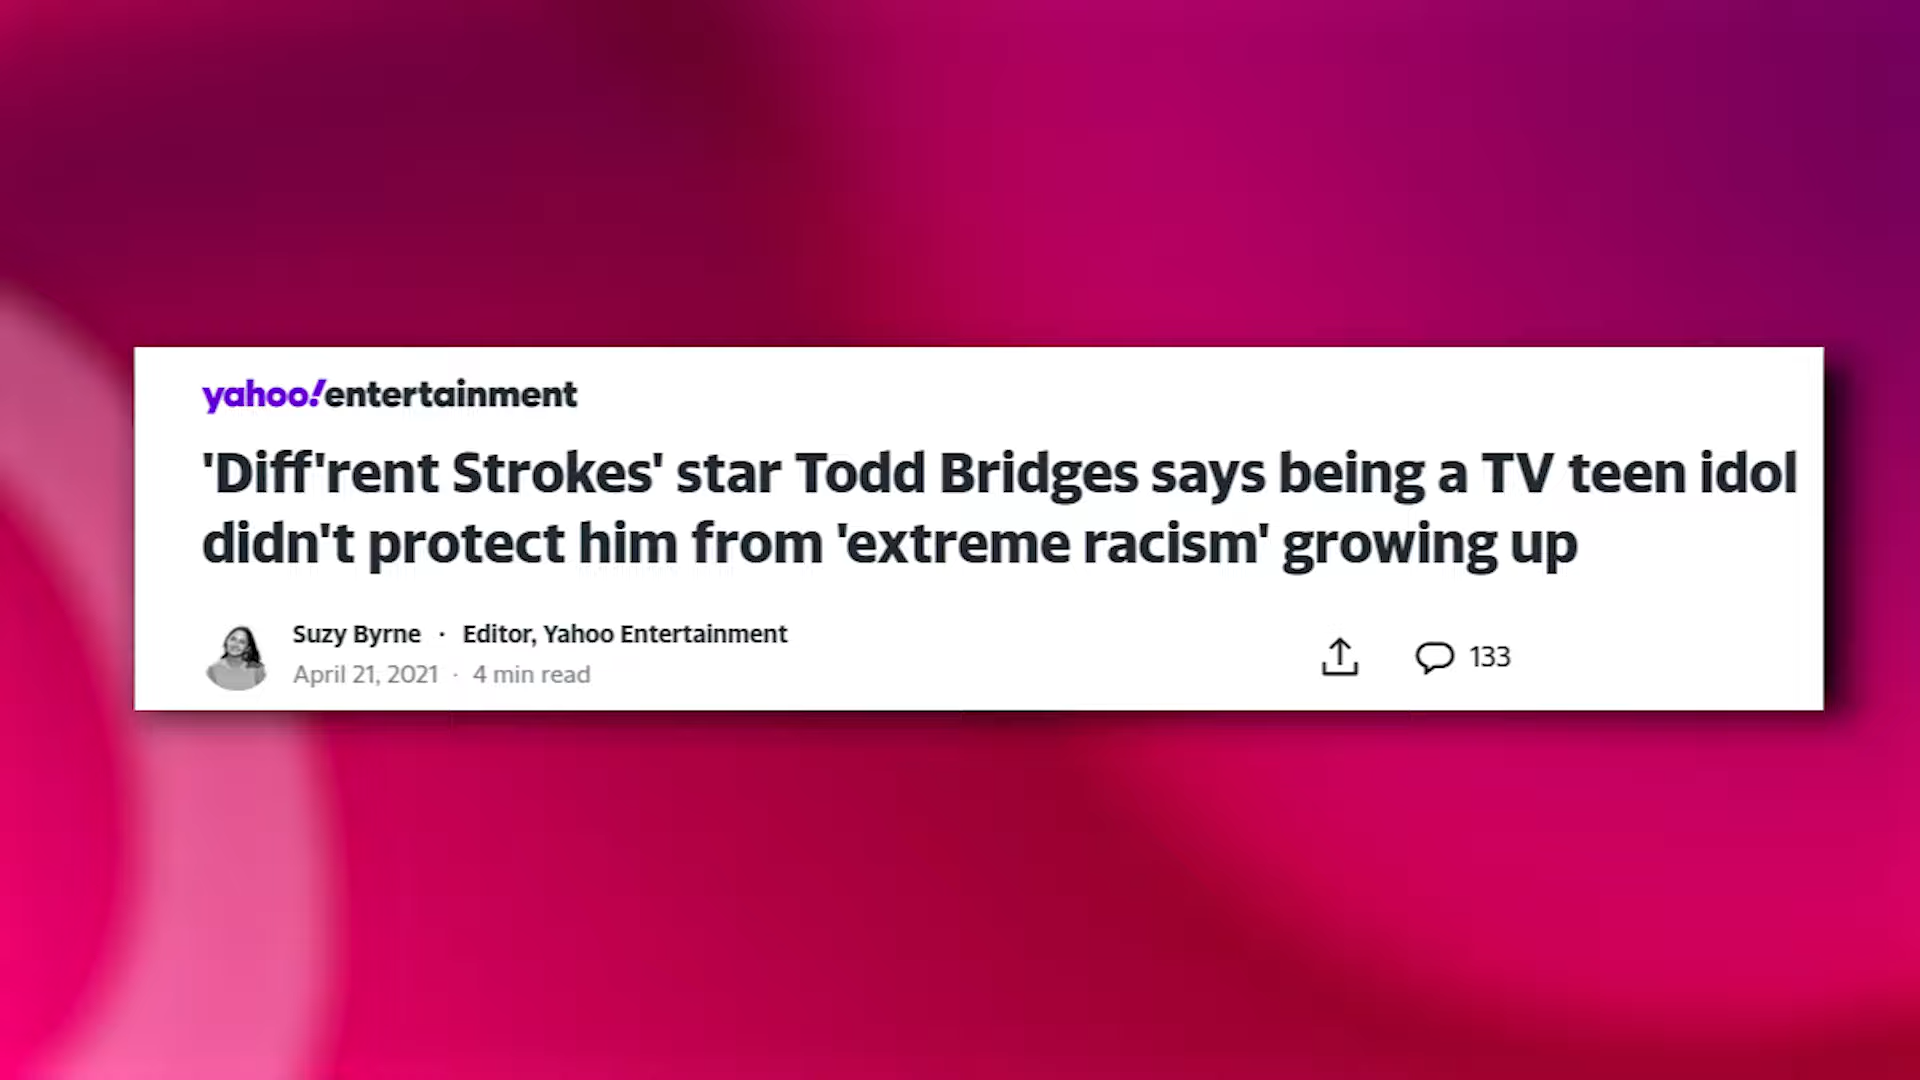 yahoo!entertainment
'Diff'rent Strokes' star Todd Bridges says being a TV teen idol
didn't protect him from 'extreme racism' growing up
Suzy Byrne · Editor, Yahoo Entertainment
April 21, 2021 · 4 min read
133